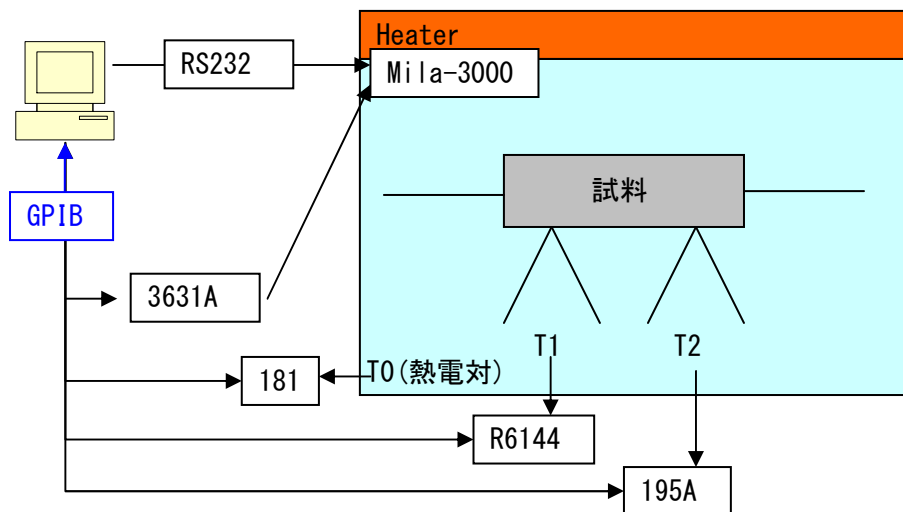 Heater
RS232
Mila-3000
試料
GPIB
3631A
T1
T2
T0(熱電対)
181
R6144
195A